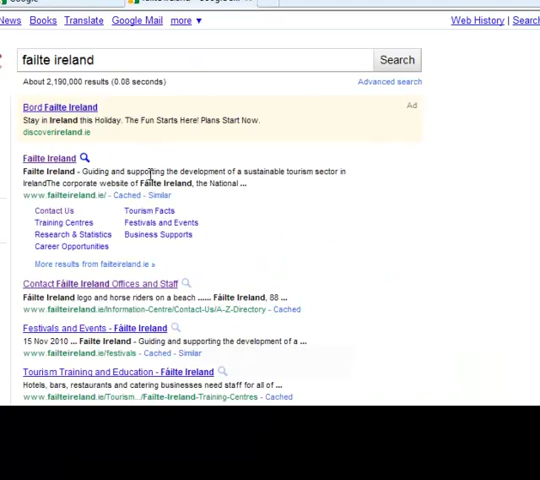 News Books Translate Google Mail more ▼ Web History | Search
failte ireland Search
About 2,190,000 results (0.08 seconds) Advanced search
Bord Failte Ireland Ad
Stay in Ireland this Holiday. The Fun Starts Here! Plans Start Now.
discoverireland.ie
Failte Ireland
Failte Ireland - Guiding and supporting the development of a sustainable tourism sector in
IrelandThe corporate website of Fáilte Ireland, the National ...
www.failteireland.ie/ - Cached - Similar
Contact Us Tourism Facts
Training Centres Festivals and Events
Research & Statistics Business Supports
Career Opportunities
More results from failteireland.ie »
Contact Fáilte Ireland Offices and Staff
Fáilte Ireland logo and horse riders on a beach ...... Fáilte Ireland, 88 ...
www.failteireland.ie/Information-Centre/Contact-Us/A-Z-Directory - Cached
Festivals and Events - Fáilte Ireland
15 Nov 2010 ... Failte Ireland - Guiding and supporting the development of a ...
www.failteireland.ie/festivals - Cached - Similar
Tourism Training and Education - Fáilte Ireland
Hotels, bars, restaurants and catering businesses need staff for all of ...
www.failteireland.ie/Tourism.../Failte-Ireland-Training-Centres - Cached